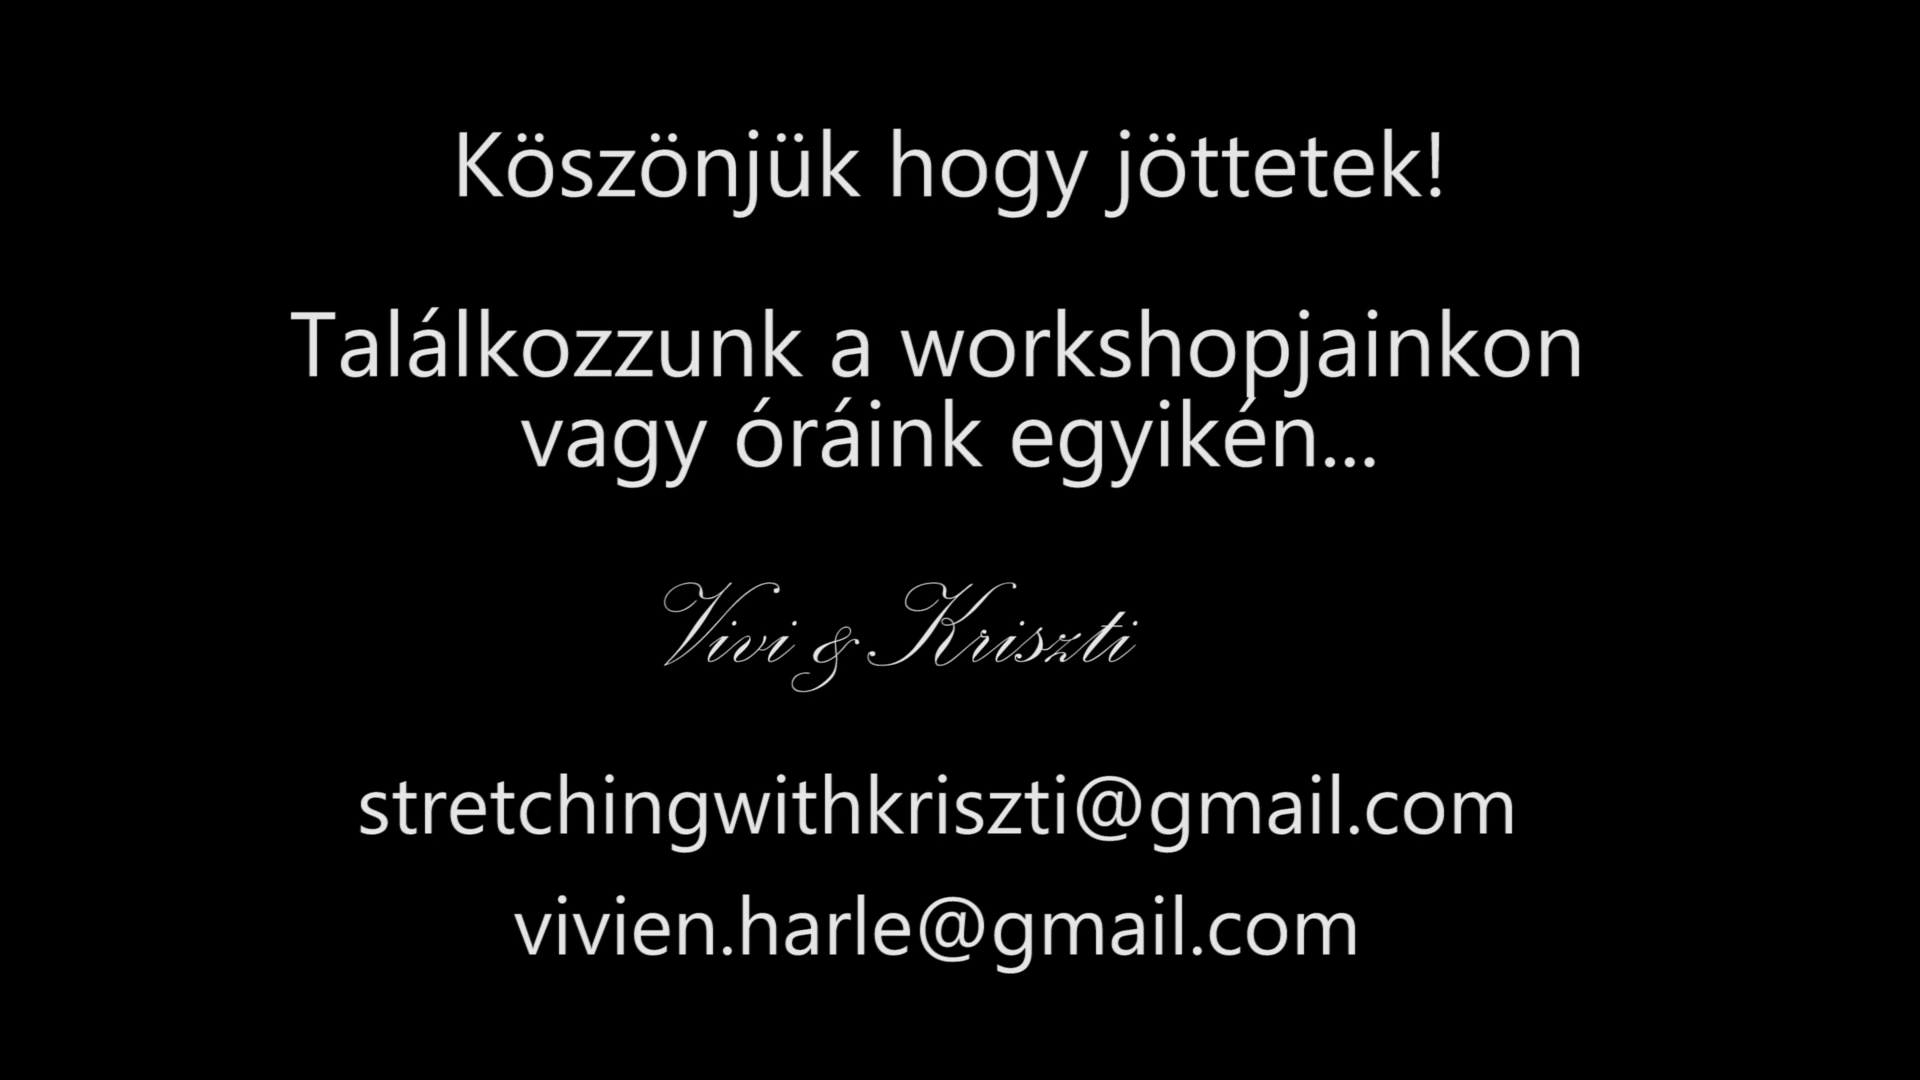 Köszönjük hogy jöttetek!
Találkozzunk a workshopjainkon
vagy óráink egyikén...
Vivi & Kriszti
stretchingwithkriszti@gmail.com
vivien.harle@gmail.com